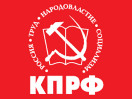 РОССИЯ • ТРУД • НАРОДОВЛАСТИЕ • СОЦИАЛИЗМ
КПРФ